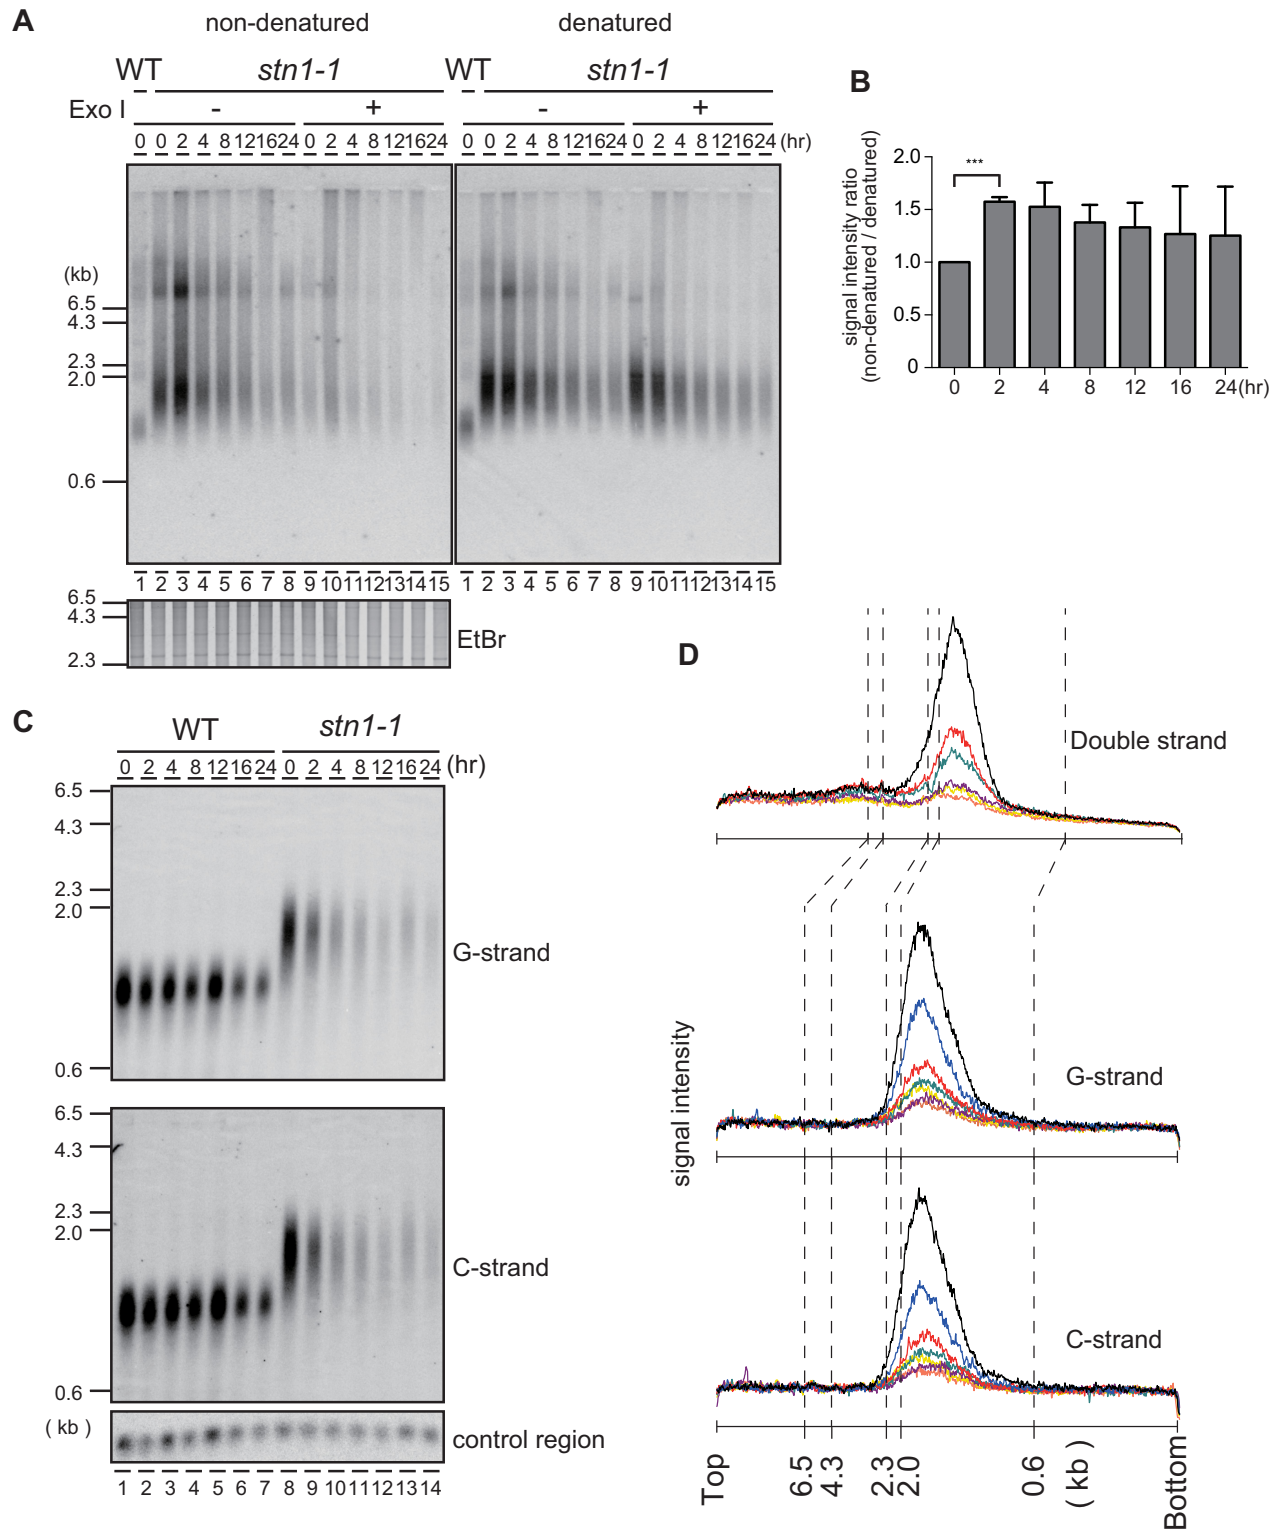 A
non-denatured
denatured
WT stn1-1 WT stn1-1
Exo I - + - +
0 0 2 4 8 12 16 24 0 2 4 8 12 16 24 0 0 2 4 8 12 16 24 0 2 4 8 12 16 24 (hr)
(kb)
6.5
4.3
2.3
2.0
0.6
1 2 3 4 5 6 7 8 9 10 11 12 13 14 15 1 2 3 4 5 6 7 8 9 10 11 12 13 14 15
6.5
4.3
2.3
EtBr
B
signal intensity ratio
(non-denatured / denatured)
2.0
1.5
1.0
0.5
0
***
0 2 4 8 12 16 24 (hr)
C
WT stn1-1
0 2 4 8 12 16 24 0 2 4 8 12 16 24 (hr)
6.5
4.3
2.3
2.0
0.6
G-strand
6.5
4.3
2.3
2.0
0.6
C-strand
( kb )
control region
1 2 3 4 5 6 7 8 9 10 11 12 13 14
D
Double strand
G-strand
C-strand
signal intensity
Top 6.5 4.3 2.3 2.0 0.6 ( kb ) Bottom